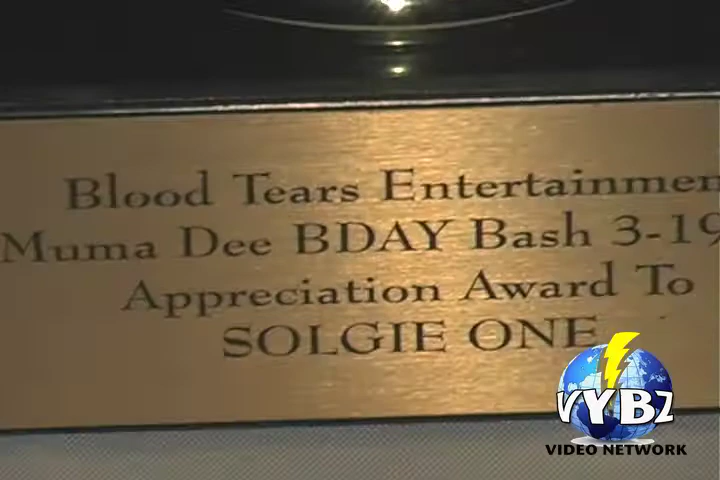 Blood Tears Entertainmen
Muma Dee BDAY Bash 3-19
Appreciation Award To
SOLGIE ONE
VYBZ
VIDEO NETWORK